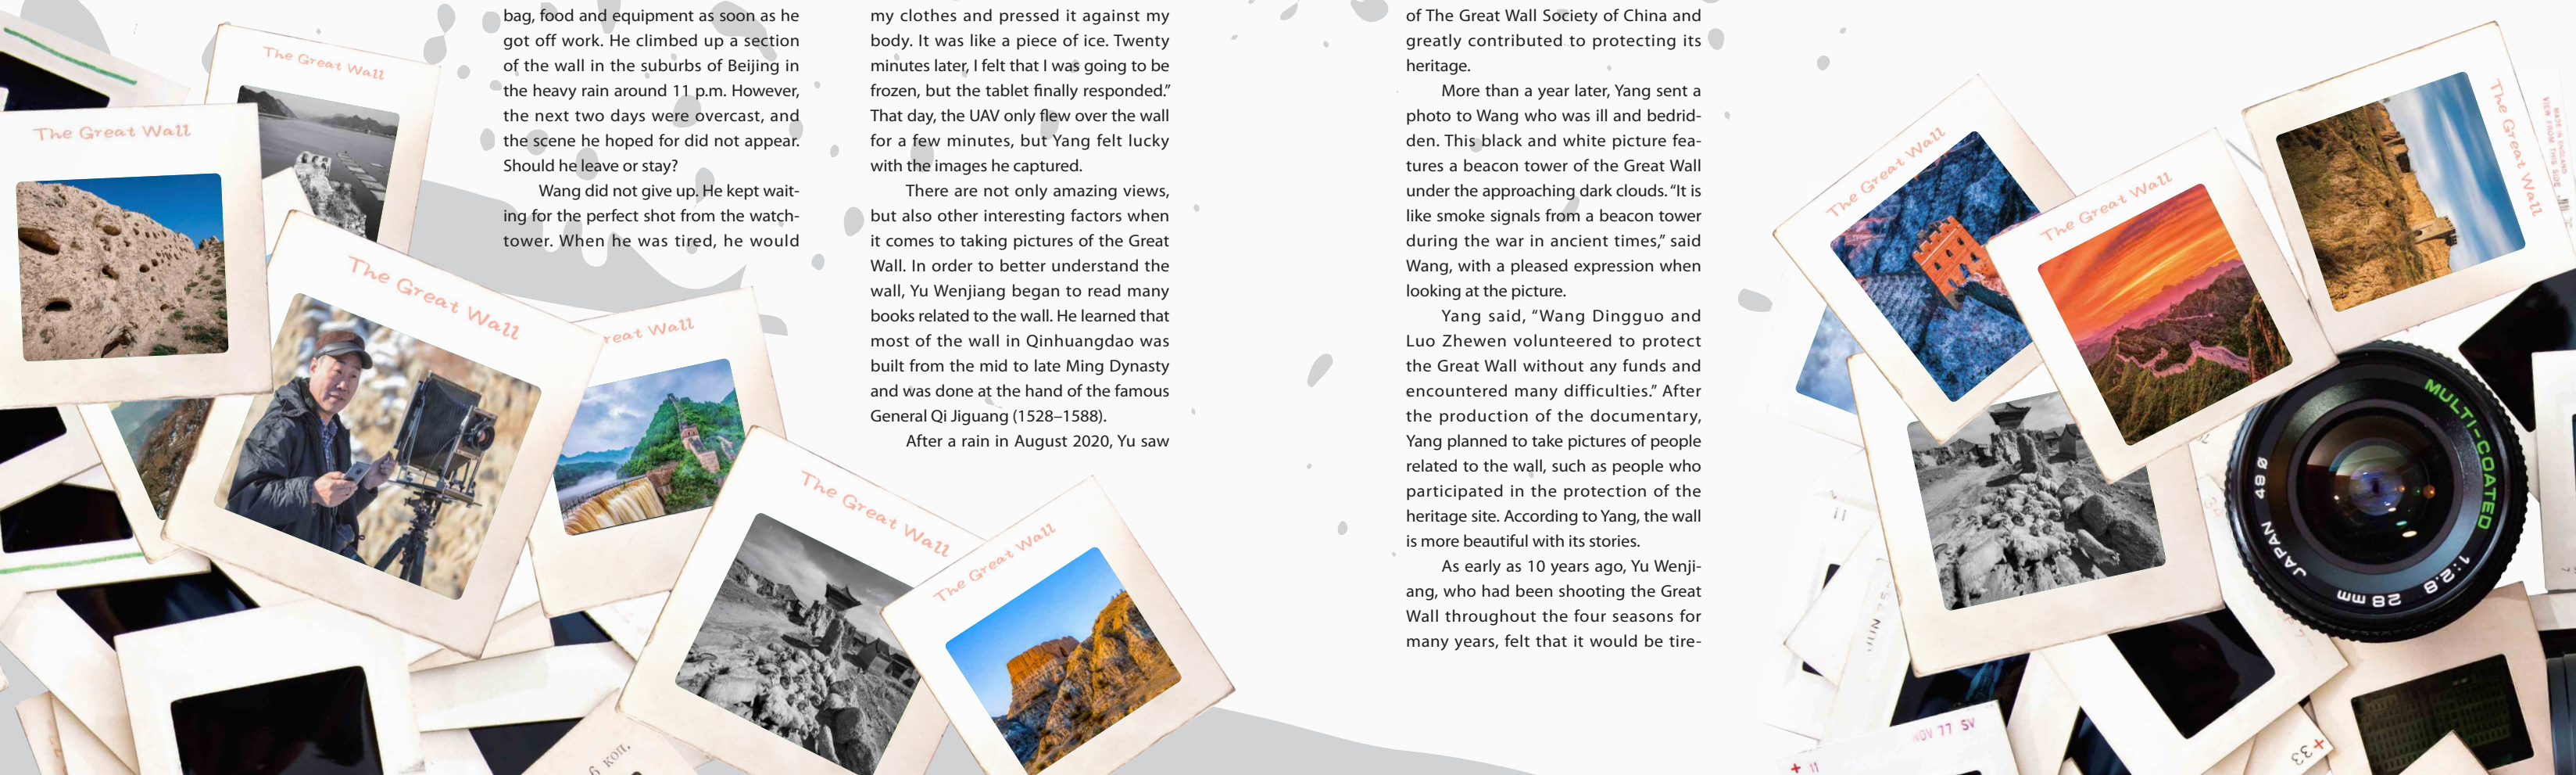 bag, food and equipment as soon as he
got off work. He climbed up a section
of the wall in the suburbs of Beijing in
the heavy rain around 11 p.m. However,
the next two days were overcast, and
the scene he hoped for did not appear.
Should he leave or stay?
Wang did not give up. He kept wait-
ing for the perfect shot from the watch-
tower. When he was tired, he would
my clothes and pressed it against my
body. It was like a piece of ice. Twenty
minutes later, I felt that I was going to be
frozen, but the tablet finally responded.”
That day, the UAV only flew over the wall
for a few minutes, but Yang felt lucky
with the images he captured.
There are not only amazing views,
but also other interesting factors when
it comes to taking pictures of the Great
Wall. In order to better understand the
wall, Yu Wenjiang began to read many
books related to the wall. He learned that
most of the wall in Qinhuangdao was
built from the mid to late Ming Dynasty
and was done at the hand of the famous
General Qi Jiguang (1528–1588).
After a rain in August 2020, Yu saw
of The Great Wall Society of China and
greatly contributed to protecting its
heritage.
More than a year later, Yang sent a
photo to Wang who was ill and bedrid-
den. This black and white picture fea-
tures a beacon tower of the Great Wall
under the approaching dark clouds. “It is
like smoke signals from a beacon tower
during the war in ancient times,” said
Wang, with a pleased expression when
looking at the picture.
Yang said, “Wang Dingguo and
Luo Zhewen volunteered to protect
the Great Wall without any funds and
encountered many difficulties.” After
the production of the documentary,
Yang planned to take pictures of people
related to the wall, such as people who
participated in the protection of the
heritage site. According to Yang, the wall
is more beautiful with its stories.
As early as 10 years ago, Yu Wenji-
ang, who had been shooting the Great
Wall throughout the four seasons for
many years, felt that it would be tire-
The Great Wall
The Great Wall
The Great Wall
reat Wall
The Great Wall
The Great Wall
The Great Wall
The Great Wall
The Great Wall
MADE IN ENGLAND
VIEW FROM THIS SIDE
MULTI-COATED
1:2.8
28mm
JAPAN
49 Ø
6 коп.
NOV 77 SV
+ 11
33+